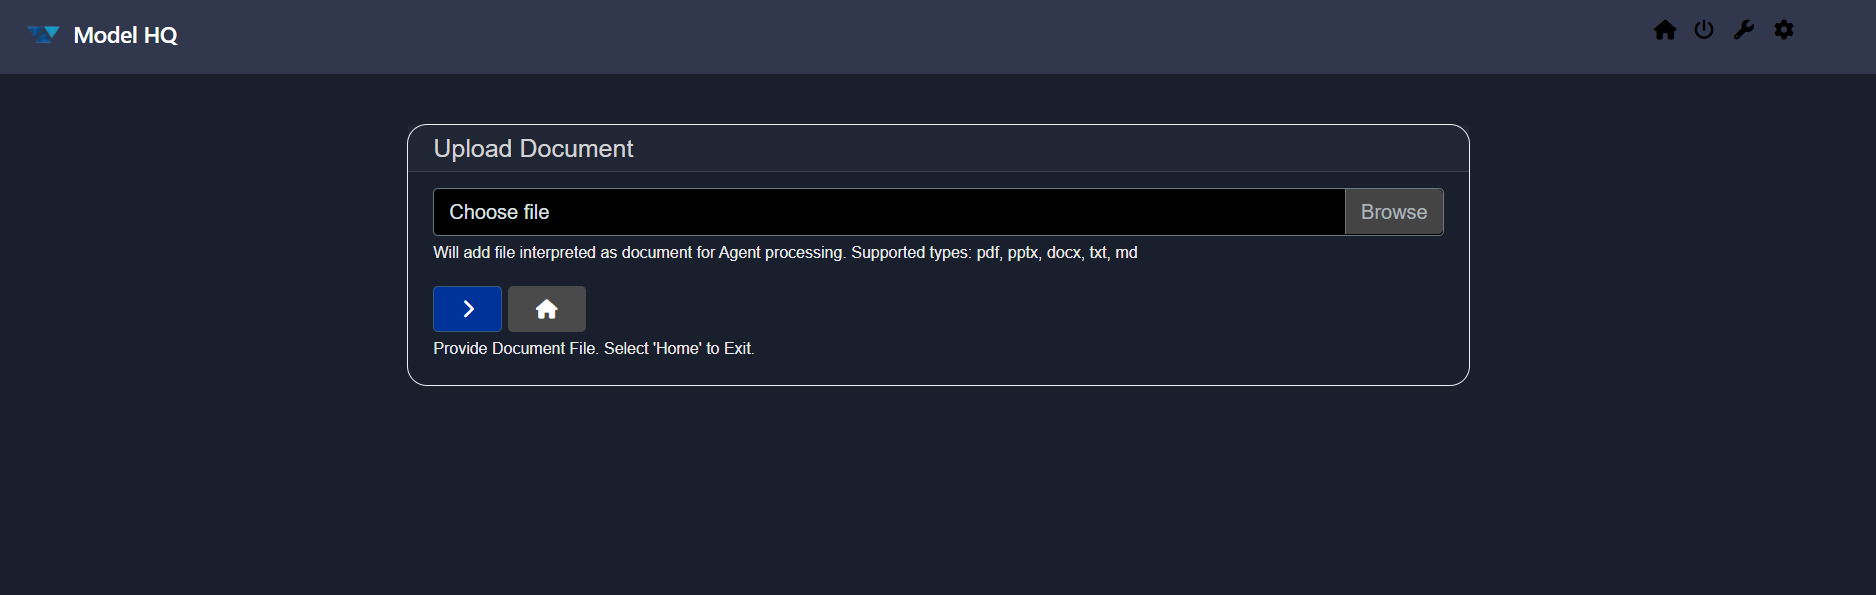 Model HQ
Upload Document
Choose file
Browse
Will add file interpreted as document for Agent processing. Supported types: pdf, pptx, docx, txt, md
Provide Document File. Select 'Home' to Exit.